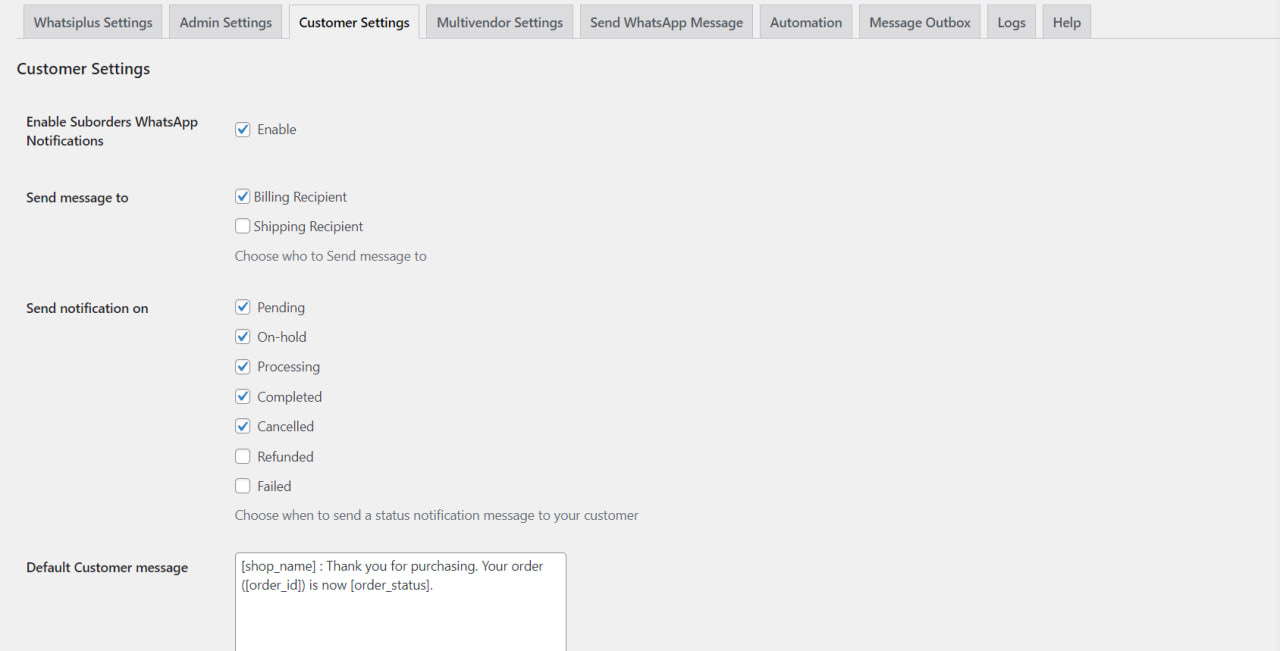 Whatsiplus Settings Admin Settings Customer Settings Multivendor Settings Send WhatsApp Message Automation Message Outbox Logs Help
Customer Settings
Enable Suborders WhatsApp
Notifications
Enable
Send message to
Billing Recipient
Shipping Recipient
Choose who to Send message to
Send notification on
Pending
On-hold
Processing
Completed
Cancelled
Refunded
Failed
Choose when to send a status notification message to your customer
Default Customer message
[shop_name] : Thank you for purchasing. Your order
([order_id]) is now [order_status].